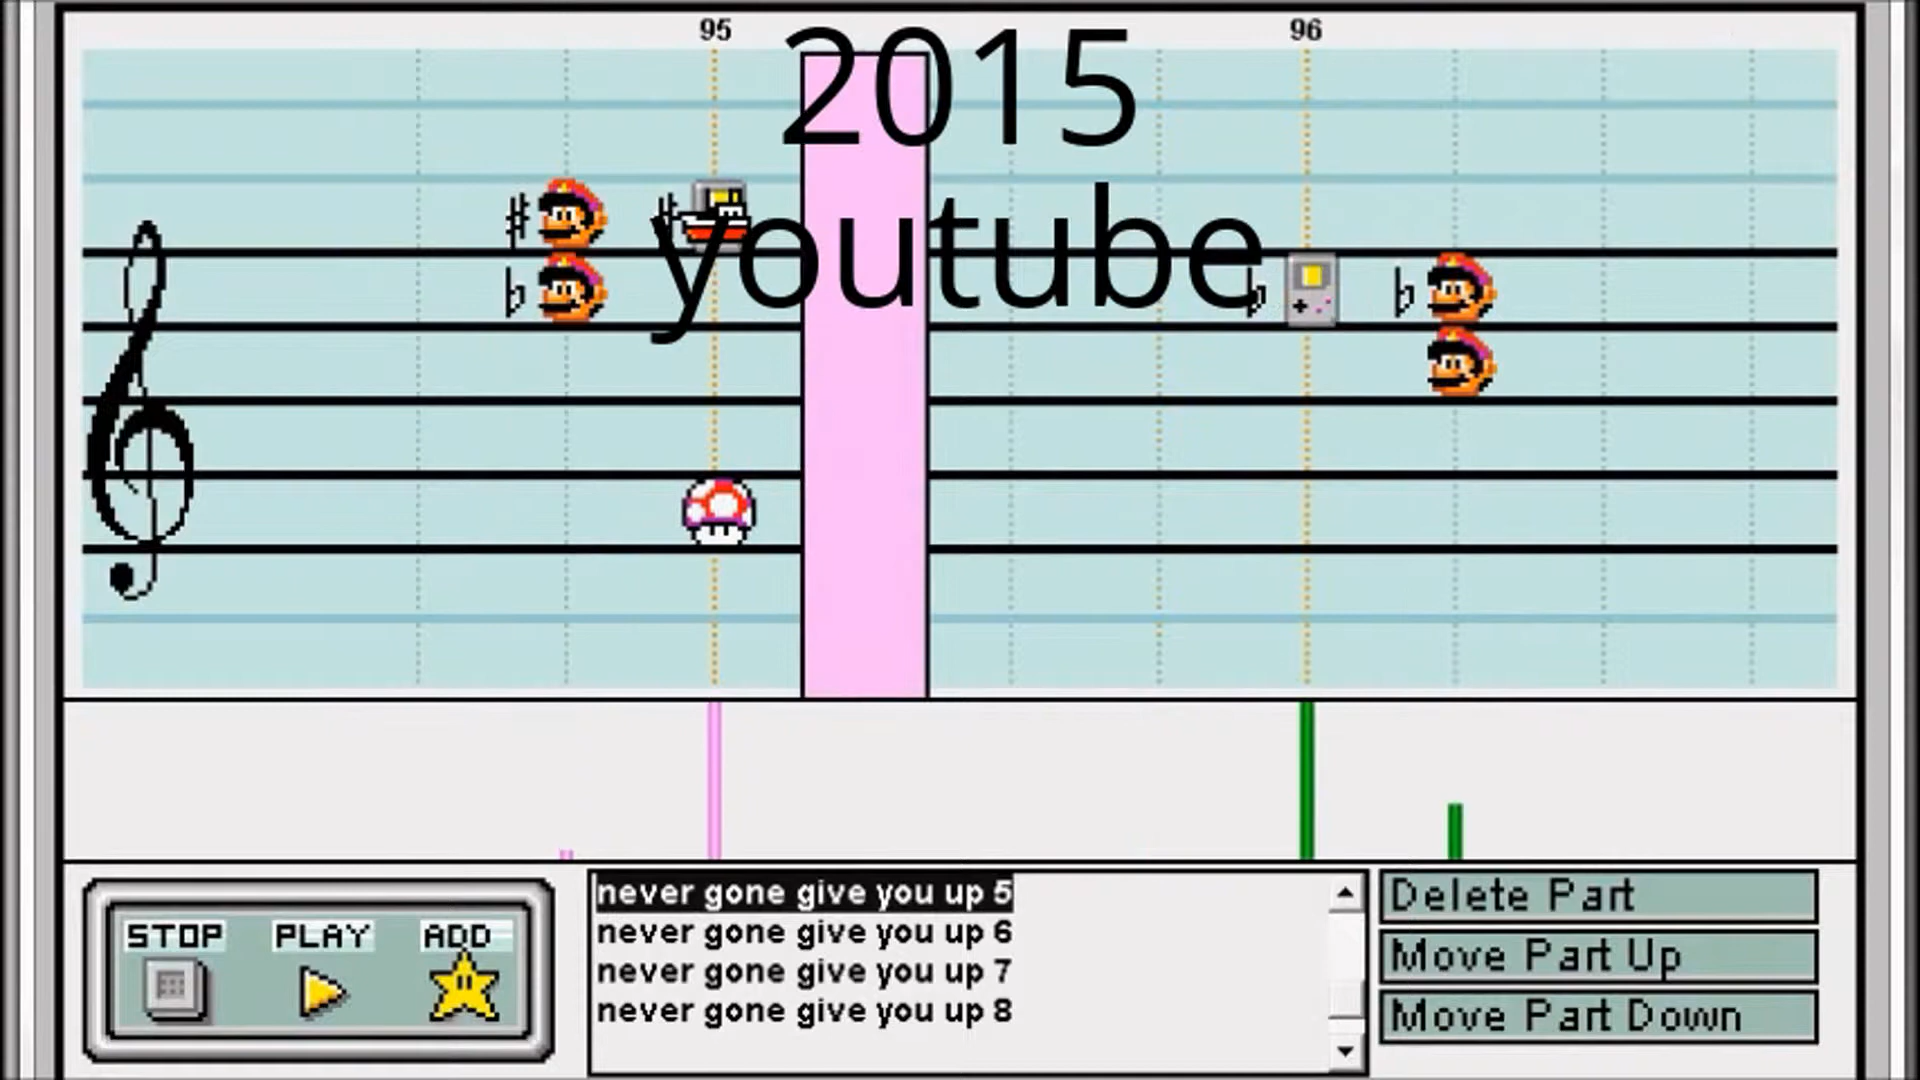 95
96
2015
youtube
STOP
PLAY
ADD
never gone give you up 5
never gone give you up 6
never gone give you up 7
never gone give you up 8
Delete Part
Move Part Up
Move Part Down